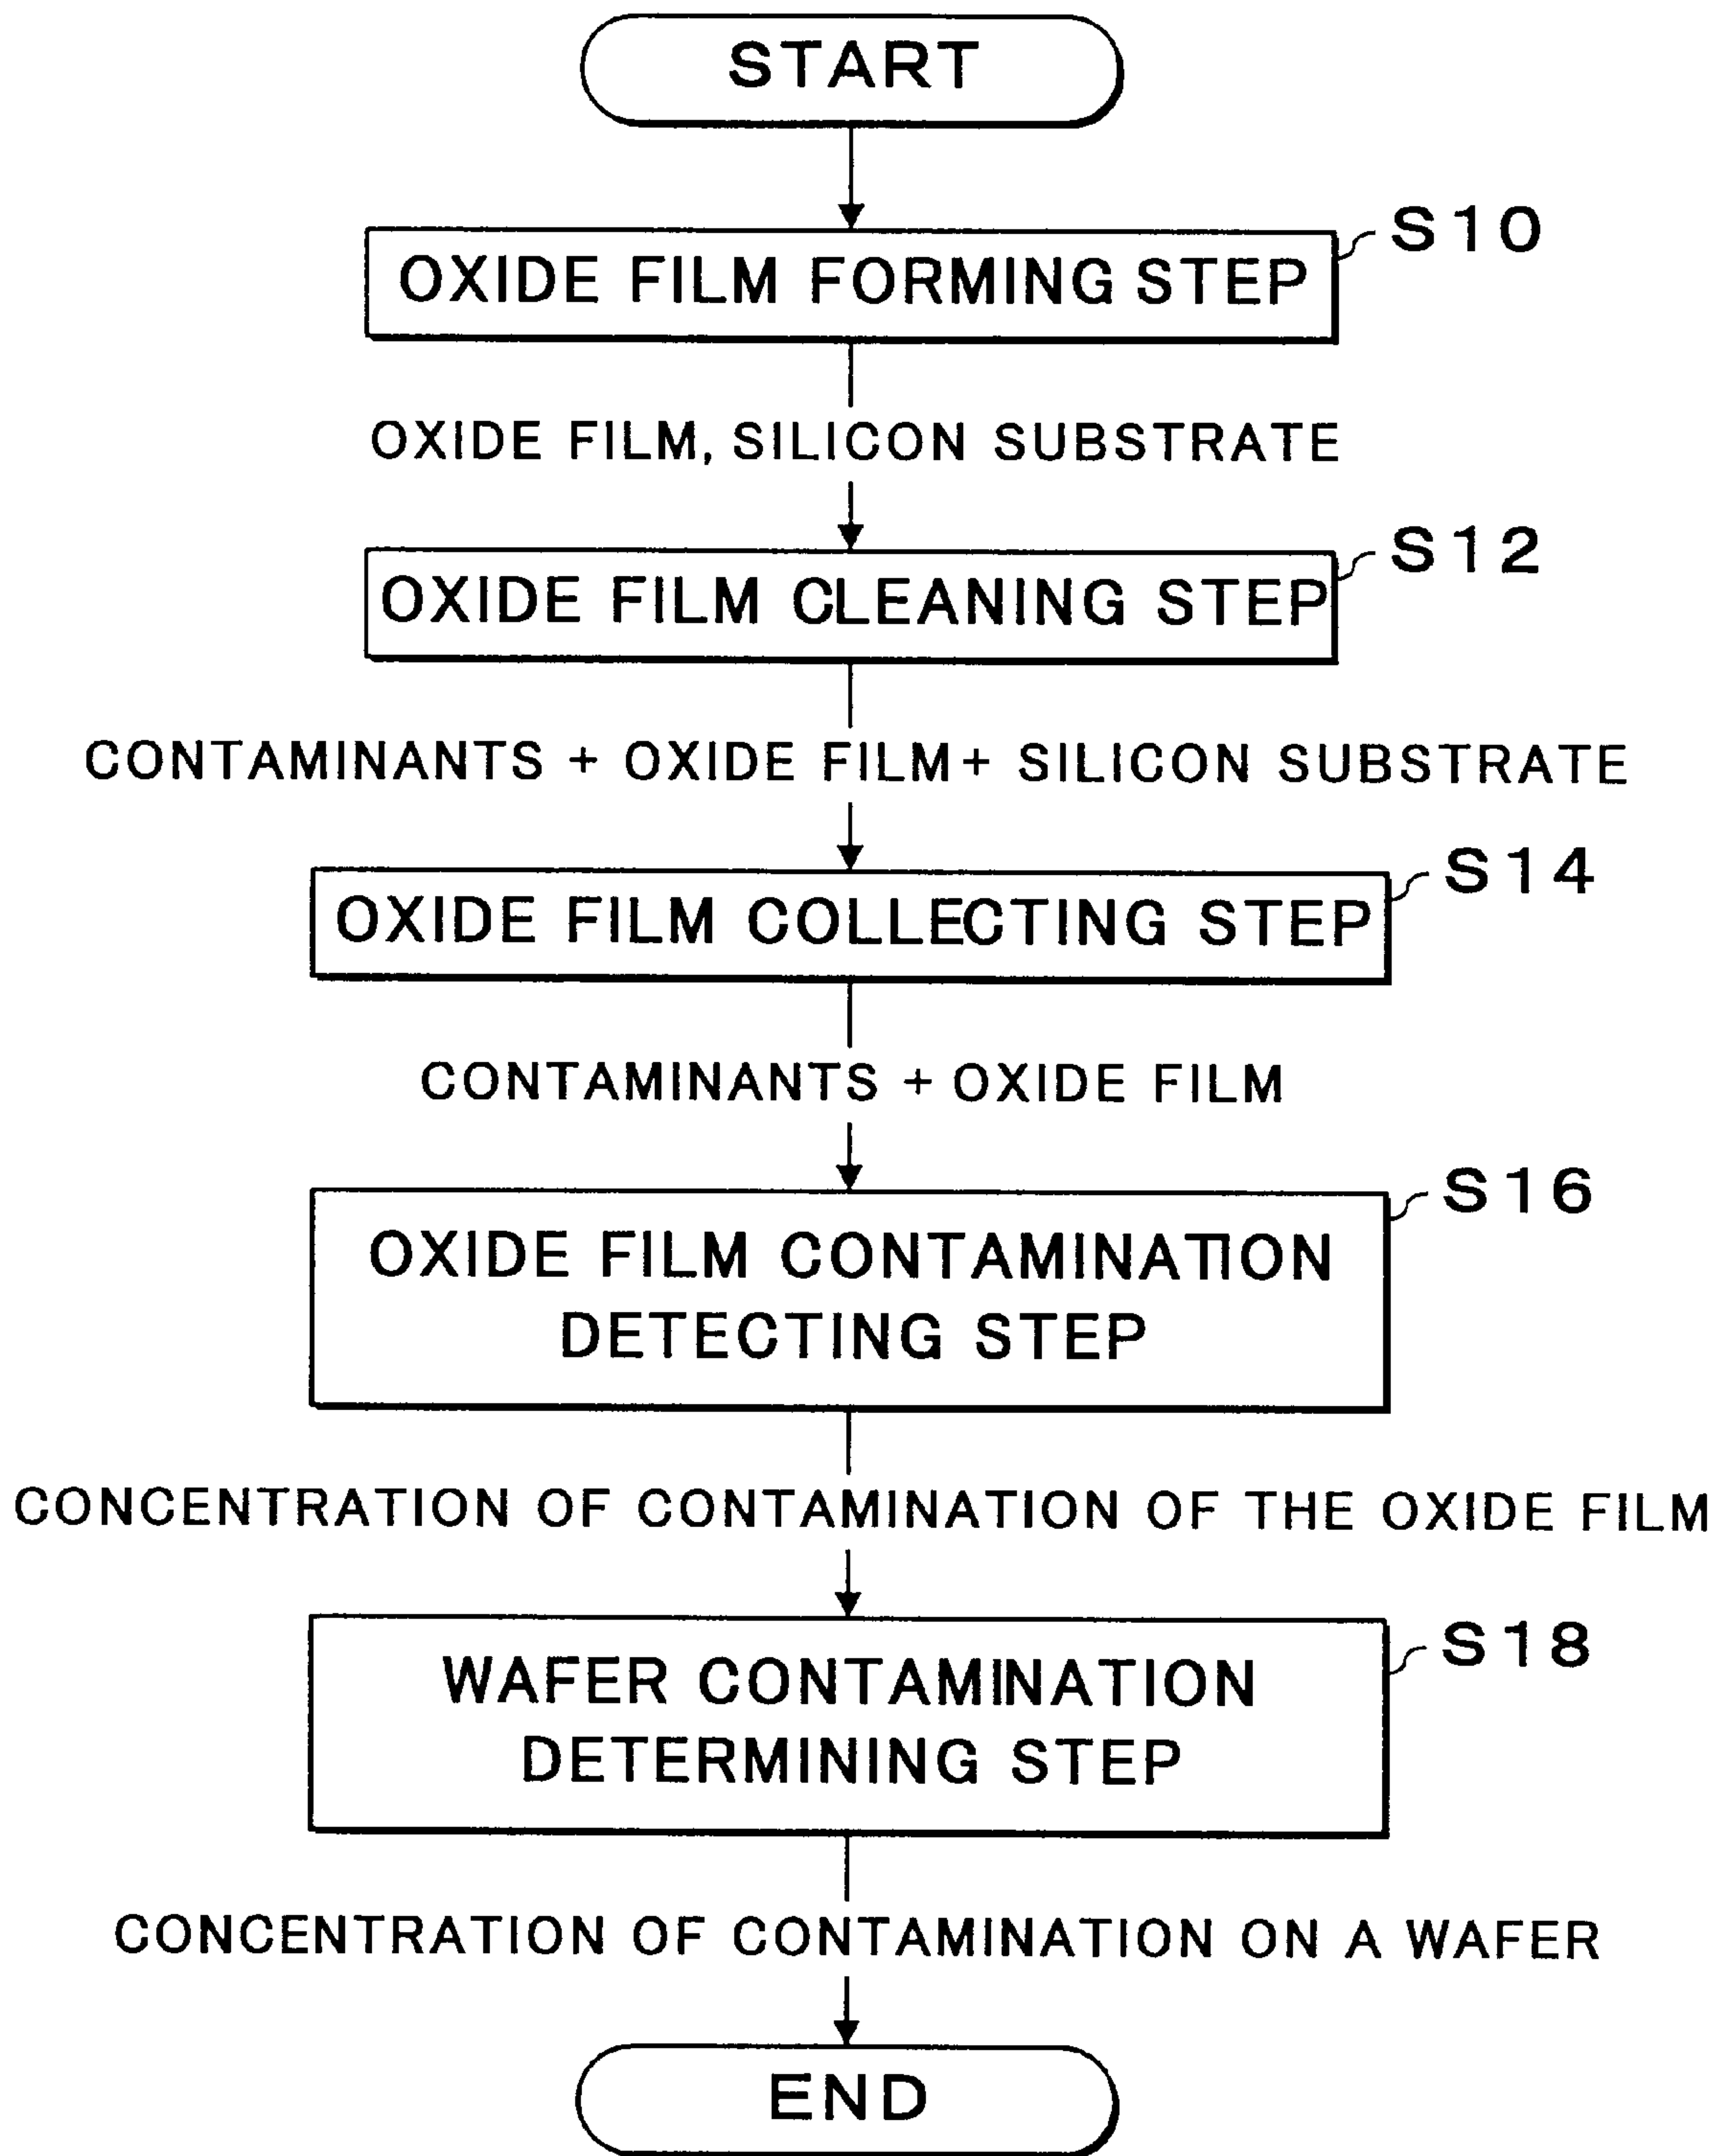 START
S10
OXIDE FILM FORMING STEP
OXIDE FILM, SILICON SUBSTRATE
S12
OXIDE FILM CLEANING STEP
CONTAMINANTS + OXIDE FILM + SILICON SUBSTRATE
S14
OXIDE FILM COLLECTING STEP
CONTAMINANTS + OXIDE FILM
S16
OXIDE FILM CONTAMINATION
DETECTING STEP
CONCENTRATION OF CONTAMINATION OF THE OXIDE FILM
S18
WAFER CONTAMINATION
DETERMINING STEP
CONCENTRATION OF CONTAMINATION ON A WAFER
END